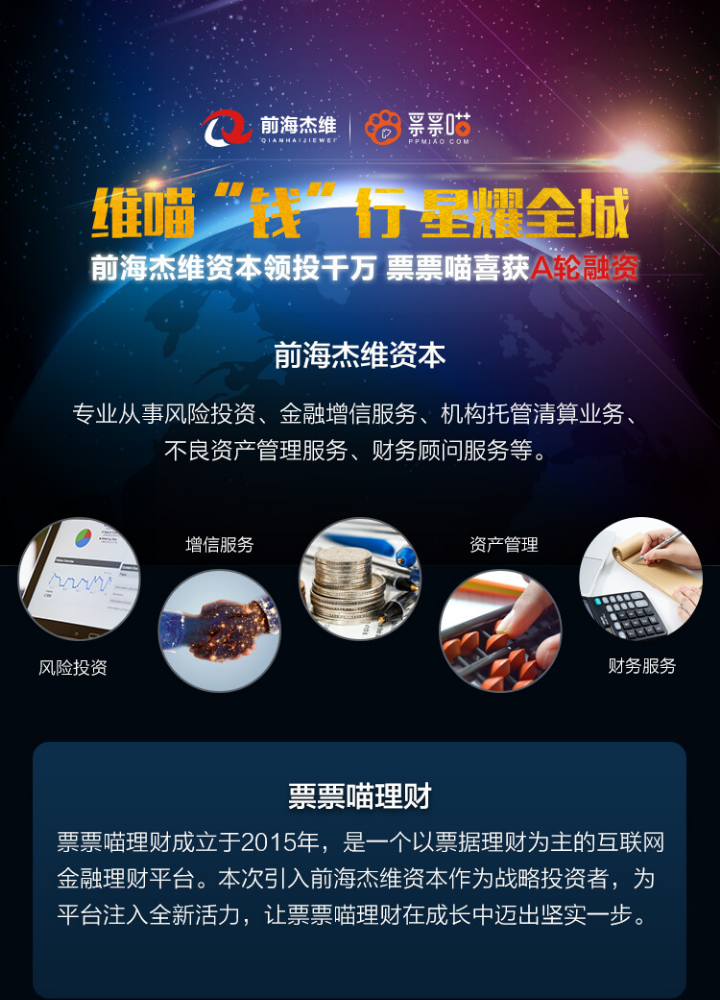 前海杰维
QIANHAIJIEWEI
票票喵
PPMIAO.COM
维喵“钱”行 星耀全城
前海杰维资本领投千万 票票喵喜获A轮融资
前海杰维资本
专业从事风险投资、金融增信服务、机构托管清算业务、
不良资产管理服务、财务顾问服务等。
增信服务
资产管理
风险投资
财务服务
票票喵理财
票票喵理财成立于2015年，是一个以票据理财为主的互联网
金融理财平台。本次引入前海杰维资本作为战略投资者，为
平台注入全新活力，让票票喵理财在成长中迈出坚实一步。